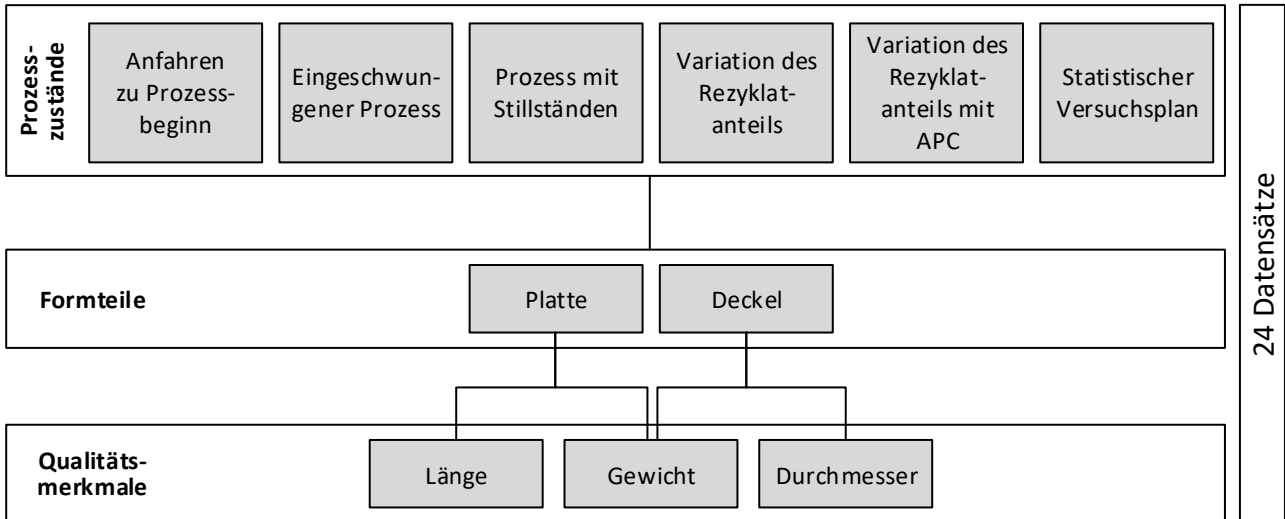 Prozess-
zustände
Anfahren
zu Prozess-
beginn
Eingeschwun-
gener Prozess
Prozess mit
Stillständen
Variation des
Rezyklat-
anteils
Variation des
Rezyklat-
anteils mit
APC
Statistischer
Versuchsplan
Formteile
Platte
Deckel
Qualitäts-
merkmale
Länge
Gewicht
Durchmesser
24 Datensätze